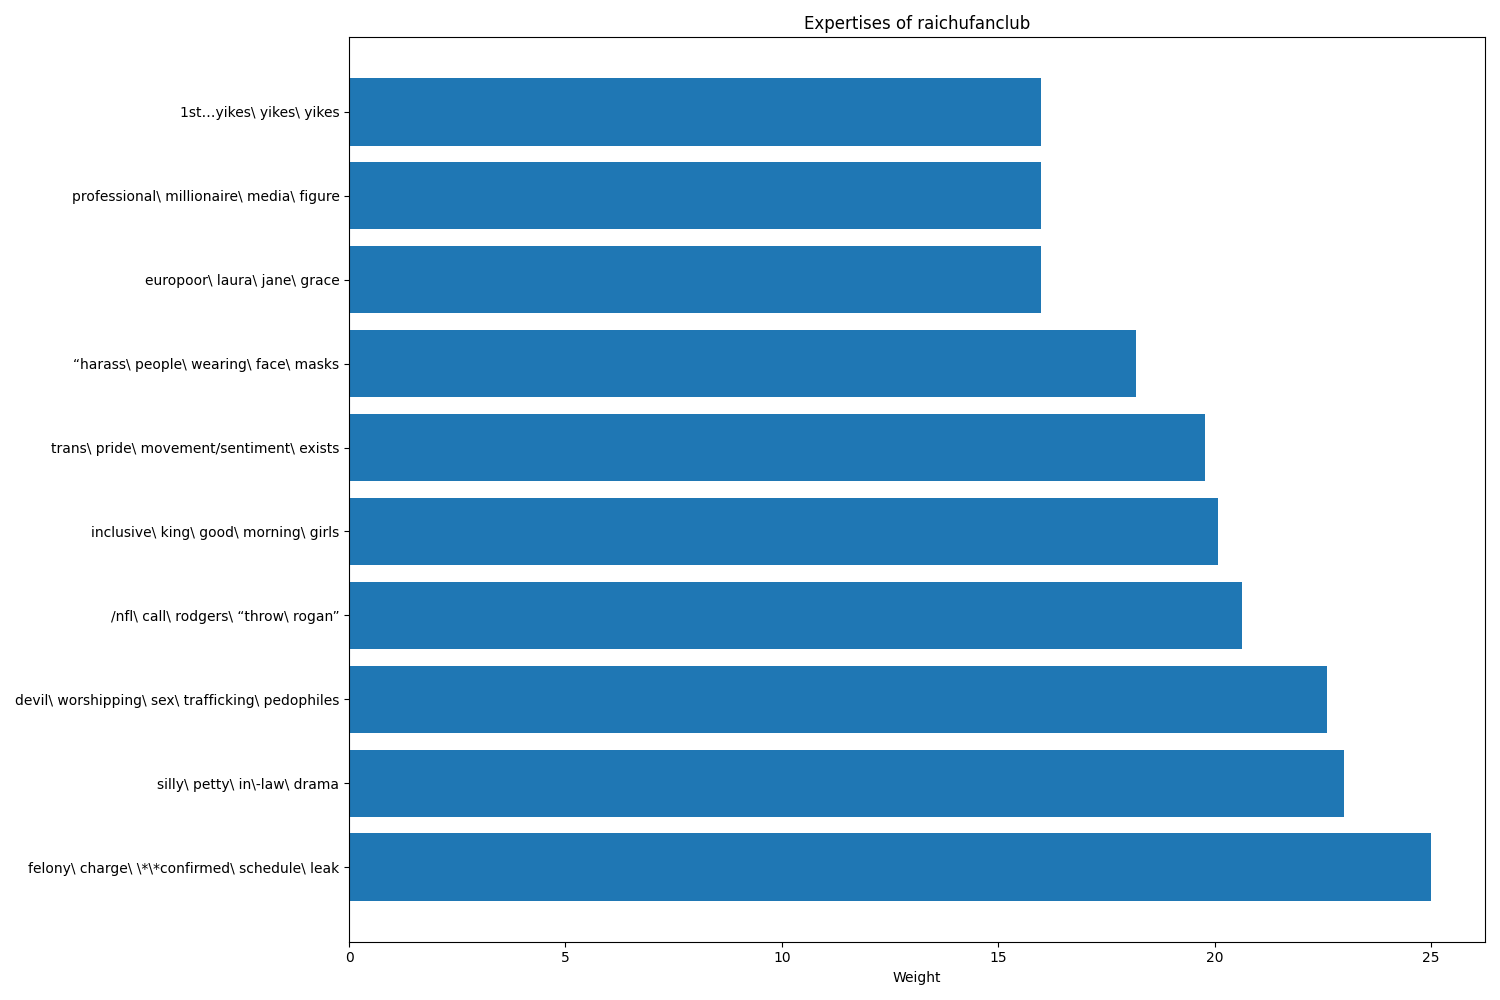 Expertises of raichufanclub
1st…yikes\ yikes\ yikes
professional\ millionaire\ media\ figure
europoor\ laura\ jane\ grace
“harass\ people\ wearing\ face\ masks
trans\ pride\ movement/sentiment\ exists
inclusive\ king\ good\ morning\ girls
/nfl\ call\ rodgers\ “throw\ rogan”
devil\ worshipping\ sex\ trafficking\ pedophiles
silly\ petty\ in\-law\ drama
felony\ charge\ \*\*confirmed\ schedule\ leak
0 5 10 15 20 25
Weight